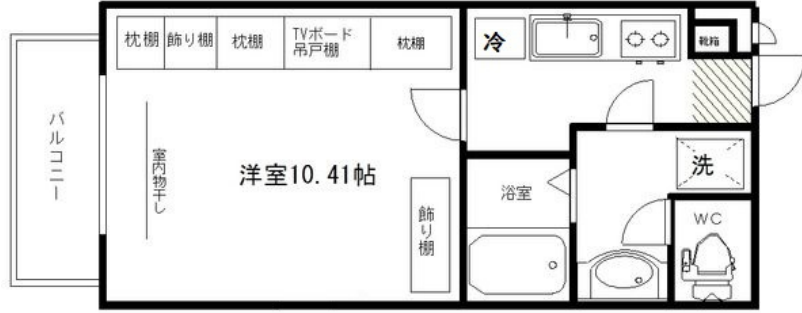 枕棚
飾り棚
枕棚
TVボード
吊戸棚
枕棚
冷
靴箱
バルコニー
室内物干し
洋室10.41帖
飾り棚
浴室
洗
WC